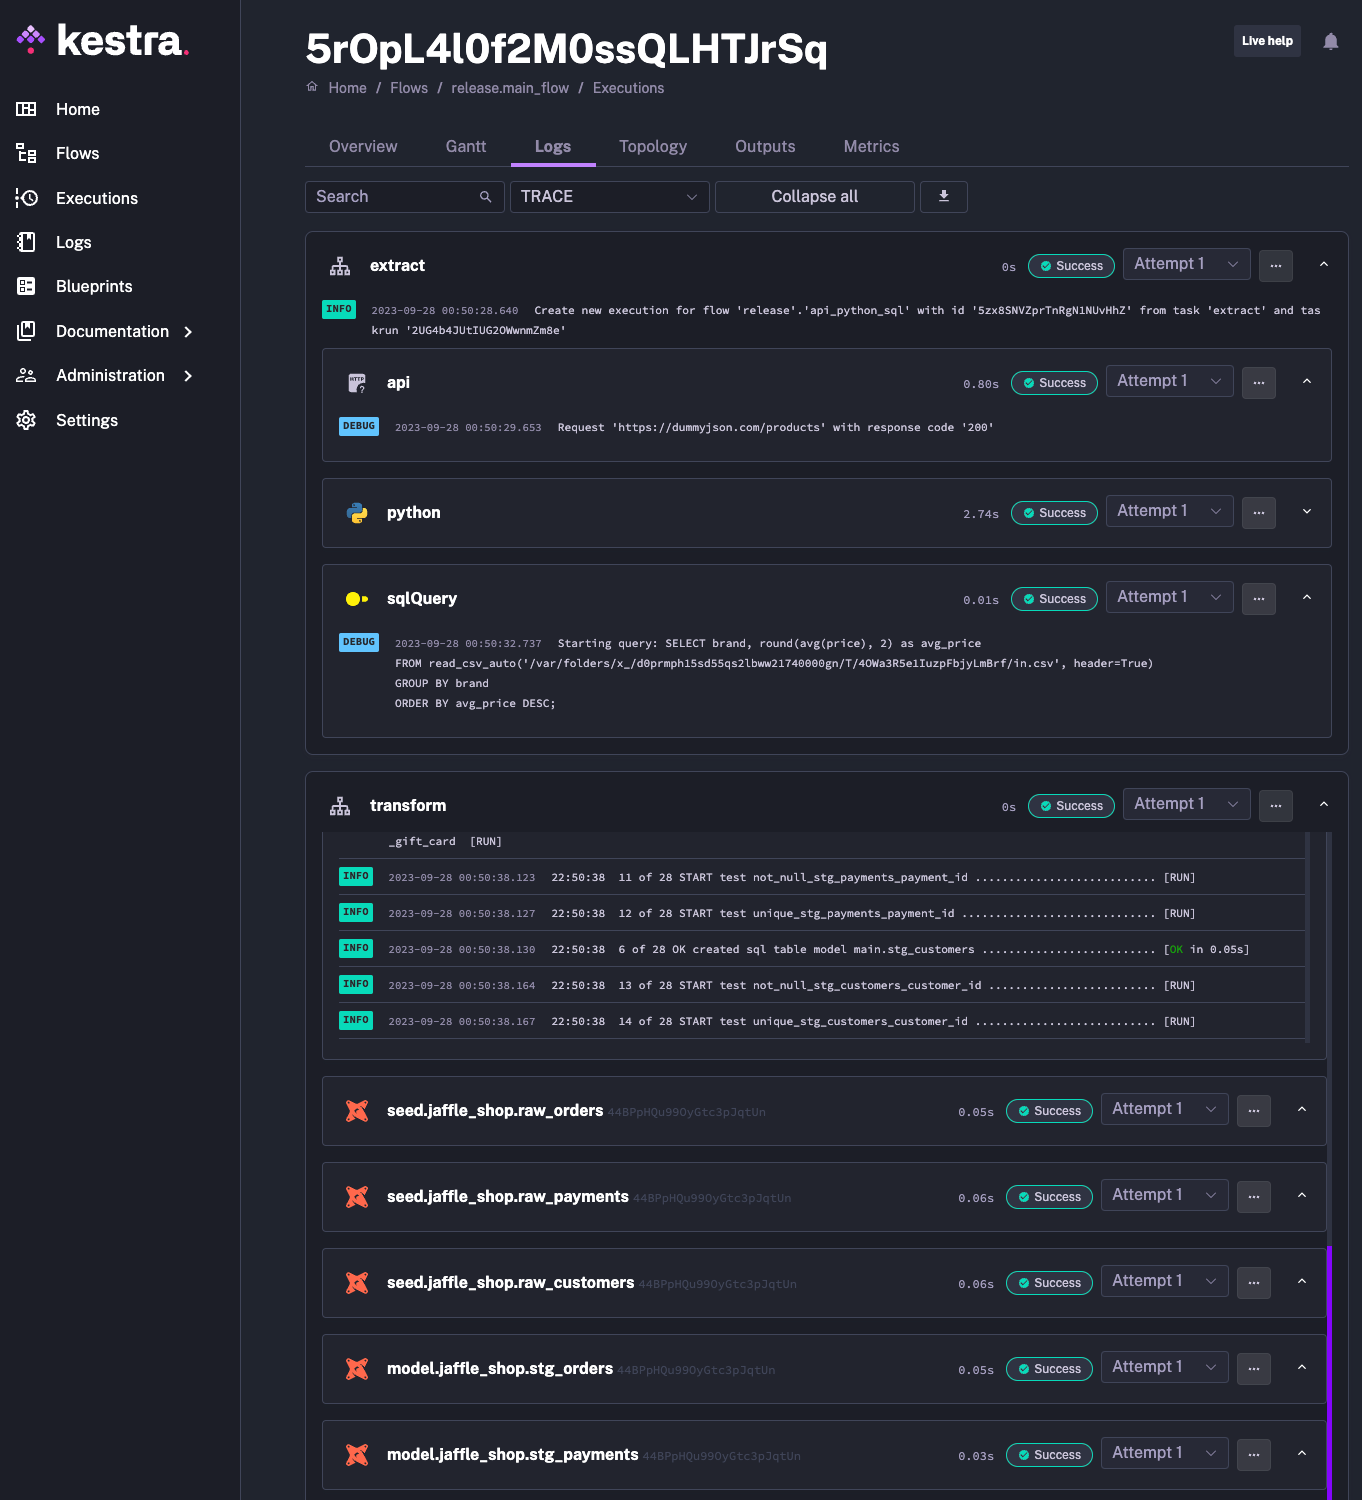 kestra.
5rOpL4l0f2M0ssQLHTJrSq
Live help
Home / Flows / release.main_flow / Executions
Home
Flows
Executions
Logs
Blueprints
Documentation
Administration
Settings
Overview Gantt Logs Topology Outputs Metrics
Search TRACE Collapse all
extract 0s Success Attempt 1 ...
INFO 2023-09-28 00:50:28.640 Create new execution for flow 'release'.'api_python_sql' with id '5zx8SNVZprTnRgN1NUvHhZ' from task 'extract' and tas
krun '2UG4b4JUtIUG2OWwnmZm8e'
HTTP ? api 0.80s Success Attempt 1 ...
DEBUG 2023-09-28 00:50:29.653 Request 'https://dummyjson.com/products' with response code '200'
python 2.74s Success Attempt 1 ...
sqlQuery 0.01s Success Attempt 1 ...
DEBUG 2023-09-28 00:50:32.737 Starting query: SELECT brand, round(avg(price), 2) as avg_price
FROM read_csv_auto('/var/folders/x_/d0prmph15sd55qs2lbww21740000gn/T/4OWa3R5e1IuzpFbjyLmBrf/in.csv', header=True)
GROUP BY brand
ORDER BY avg_price DESC;
transform 0s Success Attempt 1 ...
_gift_card [RUN]
INFO 2023-09-28 00:50:38.123 22:50:38 11 of 28 START test not_null_stg_payments_payment_id ........................... [RUN]
INFO 2023-09-28 00:50:38.127 22:50:38 12 of 28 START test unique_stg_payments_payment_id ............................. [RUN]
INFO 2023-09-28 00:50:38.130 22:50:38 6 of 28 OK created sql table model main.stg_customers .......................... [OK in 0.05s]
INFO 2023-09-28 00:50:38.164 22:50:38 13 of 28 START test not_null_stg_customers_customer_id ......................... [RUN]
INFO 2023-09-28 00:50:38.167 22:50:38 14 of 28 START test unique_stg_customers_customer_id ........................... [RUN]
seed.jaffle_shop.raw_orders 44BPpHQu99OyGtc3pJqtUn 0.05s Success Attempt 1 ...
seed.jaffle_shop.raw_payments 44BPpHQu99OyGtc3pJqtUn 0.06s Success Attempt 1 ...
seed.jaffle_shop.raw_customers 44BPpHQu99OyGtc3pJqtUn 0.06s Success Attempt 1 ...
model.jaffle_shop.stg_orders 44BPpHQu99OyGtc3pJqtUn 0.05s Success Attempt 1 ...
model.jaffle_shop.stg_payments 44BPpHQu99OyGtc3pJqtUn 0.03s Success Attempt 1 ...